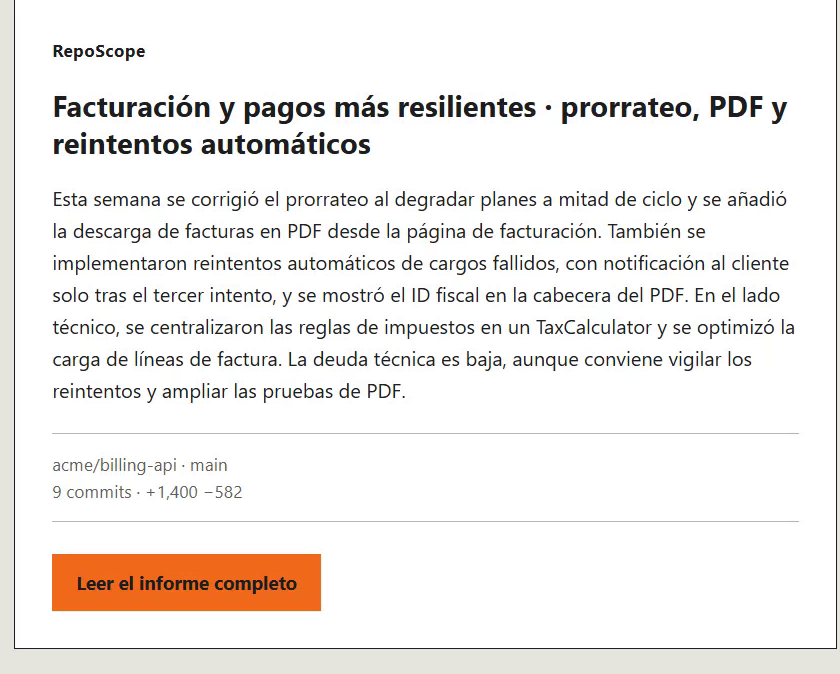 RepoScope
Facturación y pagos más resilientes · prorrateo, PDF y
reintentos automáticos
Esta semana se corrigió el prorrateo al degradar planes a mitad de ciclo y se añadió
la descarga de facturas en PDF desde la página de facturación. También se
implementaron reintentos automáticos de cargos fallidos, con notificación al cliente
solo tras el tercer intento, y se mostró el ID fiscal en la cabecera del PDF. En el lado
técnico, se centralizaron las reglas de impuestos en un TaxCalculator y se optimizó la
carga de líneas de factura. La deuda técnica es baja, aunque conviene vigilar los
reintentos y ampliar las pruebas de PDF.
acme/billing-api · main
9 commits · +1,400 −582
Leer el informe completo